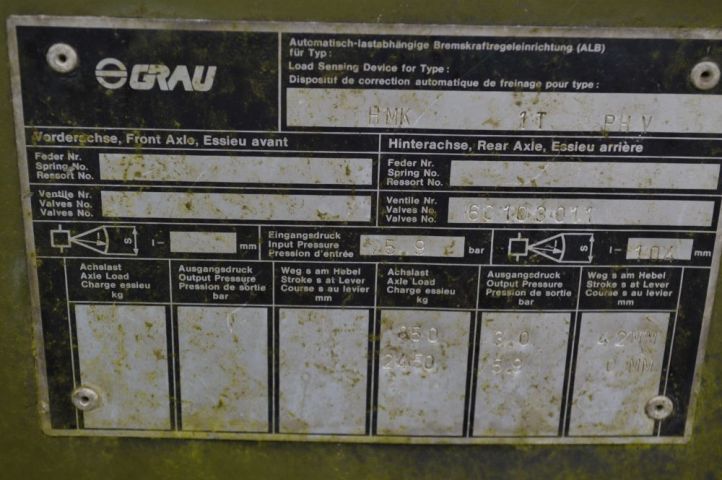 GRAU
Automatisch-lastabhängige Bremskraftregeleinrichtung (ALB)
für Typ:
Load Sensing Device for Type:
Dispositif de correction automatique de freinage pour type:
HMK 1T PH V
Vorderachse, Front Axle, Essieu avant
Hinterachse, Rear Axle, Essieu arrière
Feder Nr.
Spring No.
Ressort No.
Feder Nr.
Spring No.
Ressort No.
Ventile Nr.
Valves No.
Valves No.
Ventile Nr.
Valves No.
Valves No.
60103011
S
l= mm
Eingangsdruck
Input Pressure
Pression d'entrée
5.9 bar
S
l= 104 mm
Achslast
Axle Load
Charge essieu
kg
Ausgangsdruck
Output Pressure
Pression de sortie
bar
Weg s am Hebel
Stroke s at Lever
Course s au levier
mm
Achslast
Axle Load
Charge essieu
kg
Ausgangsdruck
Output Pressure
Pression de sortie
bar
Weg s am Hebel
Stroke s at Lever
Course s au levier
mm
3.0 42MM
2450 5.9 MM